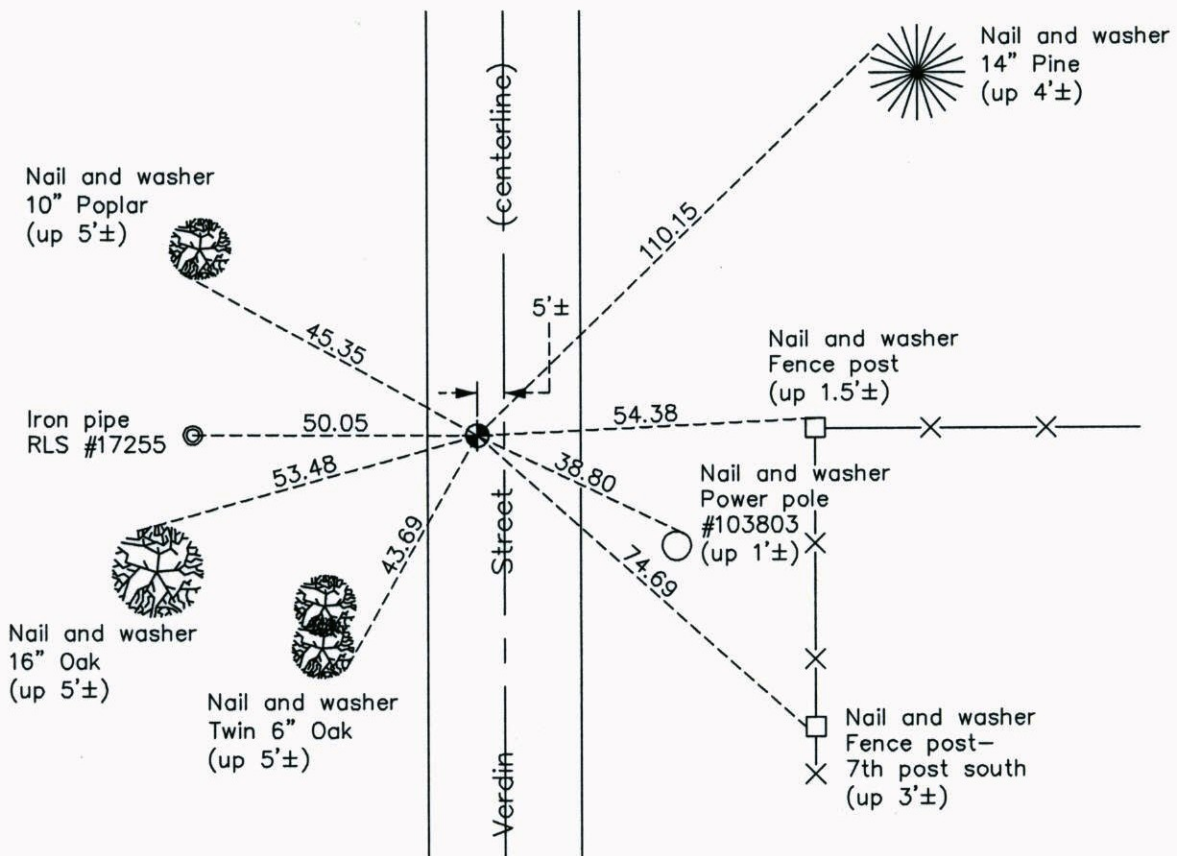 Nail and washer
14" Pine
(up 4'±)
(centerline)
Nail and washer
10" Poplar
(up 5'±)
110.15
5'±
45.35
Nail and washer
Fence post
(up 1.5'±)
Iron pipe
RLS #17255
50.05
54.38
53.48
38.80
Nail and washer
Power pole
#103803
(up 1'±)
43.69
Street
74.69
Nail and washer
16" Oak
(up 5'±)
Nail and washer
Twin 6" Oak
(up 5'±)
Verdin
Nail and washer
Fence post–
7th post south
(up 3'±)